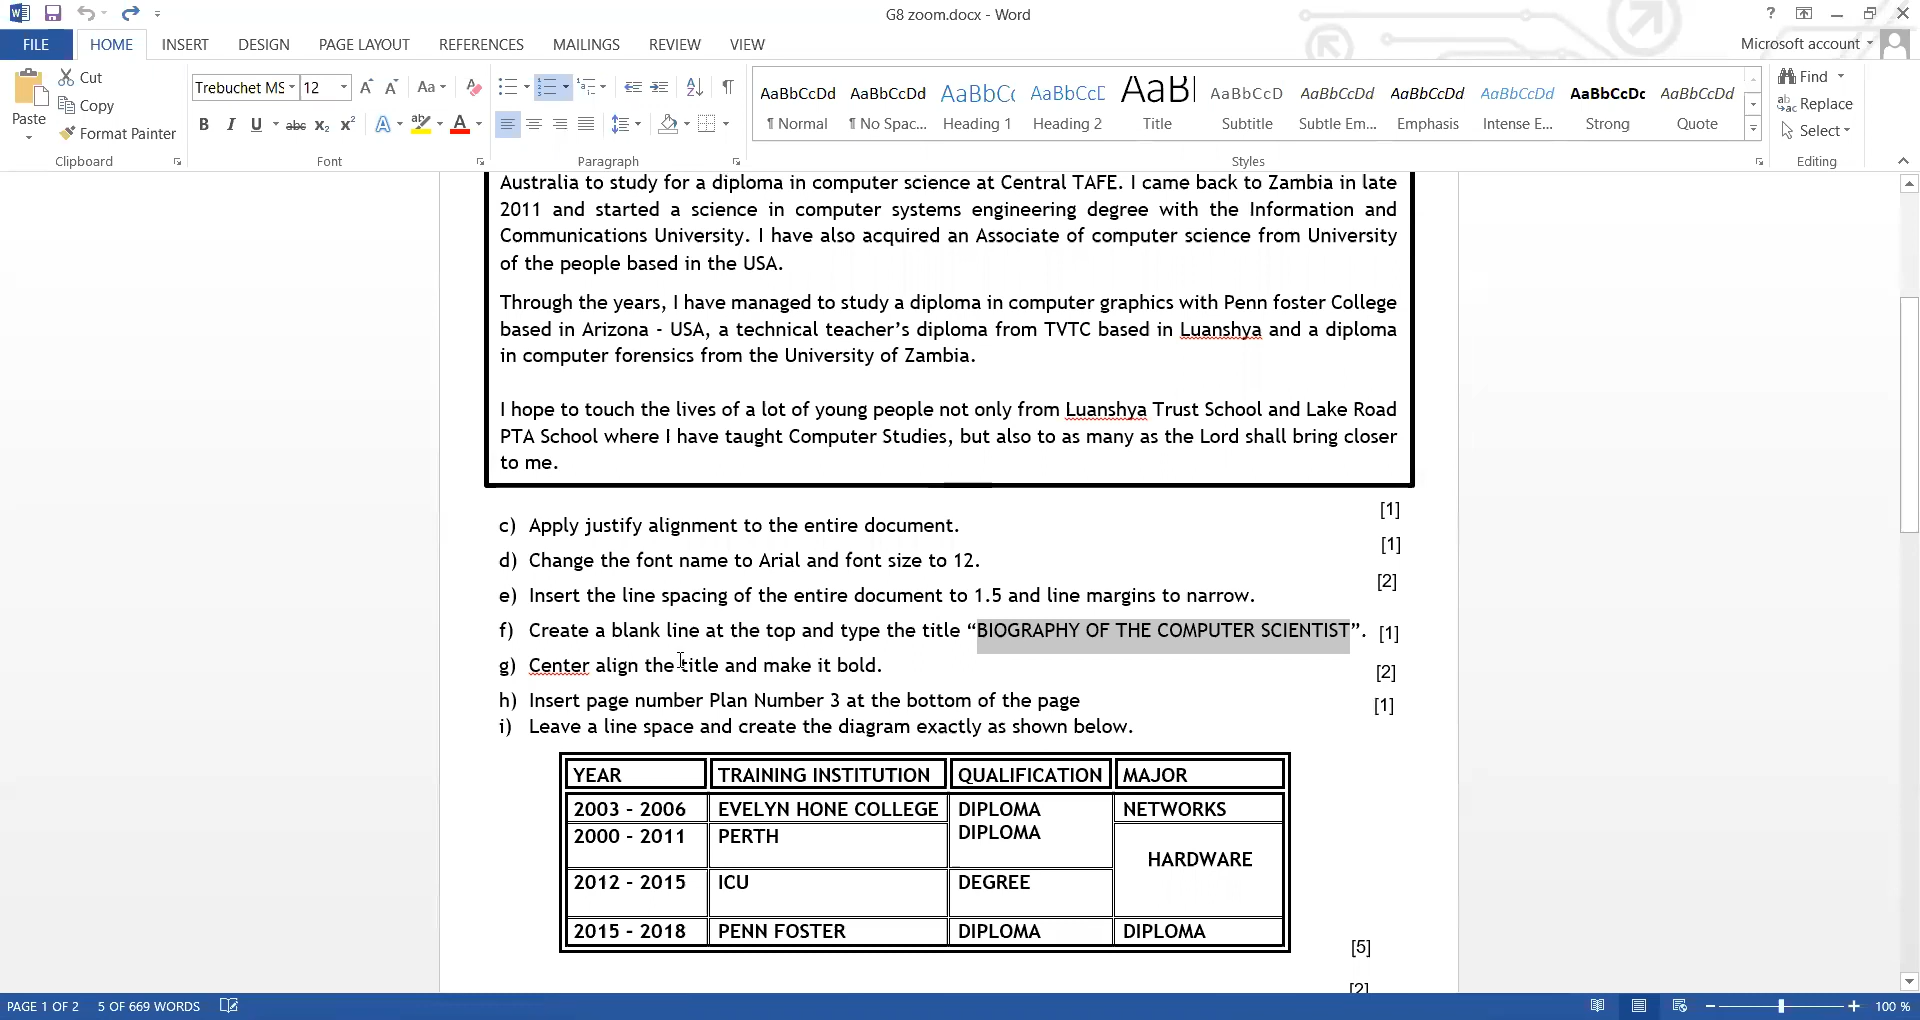 G8 zoom.docx - Word
FILE HOME INSERT DESIGN PAGE LAYOUT REFERENCES MAILINGS REVIEW VIEW Microsoft account
Paste Cut Copy Format Painter
Clipboard
Trebuchet MS 12 Aa
B I U abc X₂ X² A A
Font
Paragraph
AaBbCcDd AaBbCcDd AaBbC AaBbCcD AaB AaBbCcD AaBbCcDd AaBbCcDd AaBbCcDd AaBbCcDc AaBbCcDd
¶ Normal ¶ No Spac... Heading 1 Heading 2 Title Subtitle Subtle Em... Emphasis Intense E... Strong Quote
Styles
Find
Replace
Select
Editing
Australia to study for a diploma in computer science at Central TAFE. I came back to Zambia in late
2011 and started a science in computer systems engineering degree with the Information and
Communications University. I have also acquired an Associate of computer science from University
of the people based in the USA.
Through the years, I have managed to study a diploma in computer graphics with Penn foster College
based in Arizona - USA, a technical teacher’s diploma from TVTC based in Luanshya and a diploma
in computer forensics from the University of Zambia.
I hope to touch the lives of a lot of young people not only from Luanshya Trust School and Lake Road
PTA School where I have taught Computer Studies, but also to as many as the Lord shall bring closer
to me.
c) Apply justify alignment to the entire document. [1]
d) Change the font name to Arial and font size to 12. [1]
e) Insert the line spacing of the entire document to 1.5 and line margins to narrow. [2]
f) Create a blank line at the top and type the title “BIOGRAPHY OF THE COMPUTER SCIENTIST”. [1]
g) Center align the title and make it bold. [2]
h) Insert page number Plan Number 3 at the bottom of the page [1]
i) Leave a line space and create the diagram exactly as shown below.
YEAR TRAINING INSTITUTION QUALIFICATION MAJOR
2003 - 2006 EVELYN HONE COLLEGE DIPLOMA NETWORKS
2000 - 2011 PERTH DIPLOMA
HARDWARE
2012 - 2015 ICU DEGREE
2015 - 2018 PENN FOSTER DIPLOMA DIPLOMA
[5]
[2]
PAGE 1 OF 2 5 OF 669 WORDS 100 %